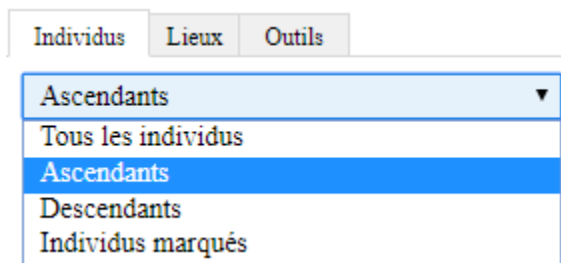 Individus Lieux Outils
Ascendants
Tous les individus
Ascendants
Descendants
Individus marqués